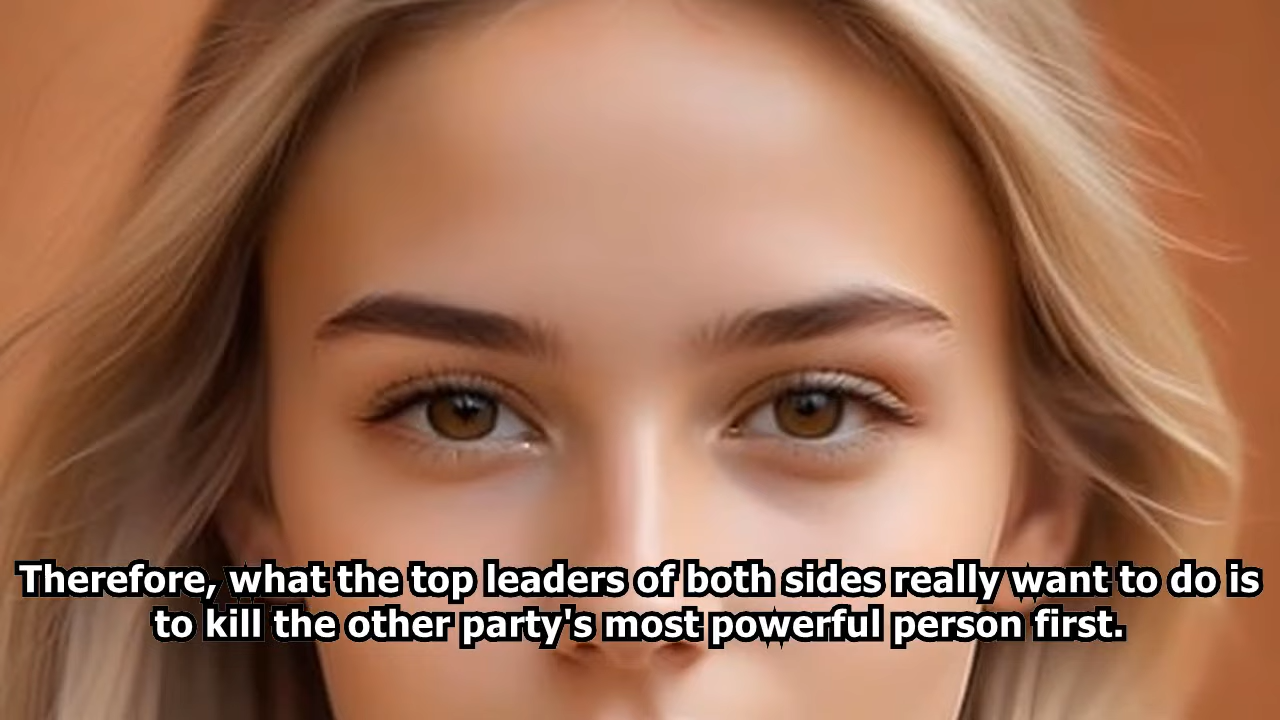 Therefore, what the top leaders of both sides really want to do is
to kill the other party's most powerful person first.